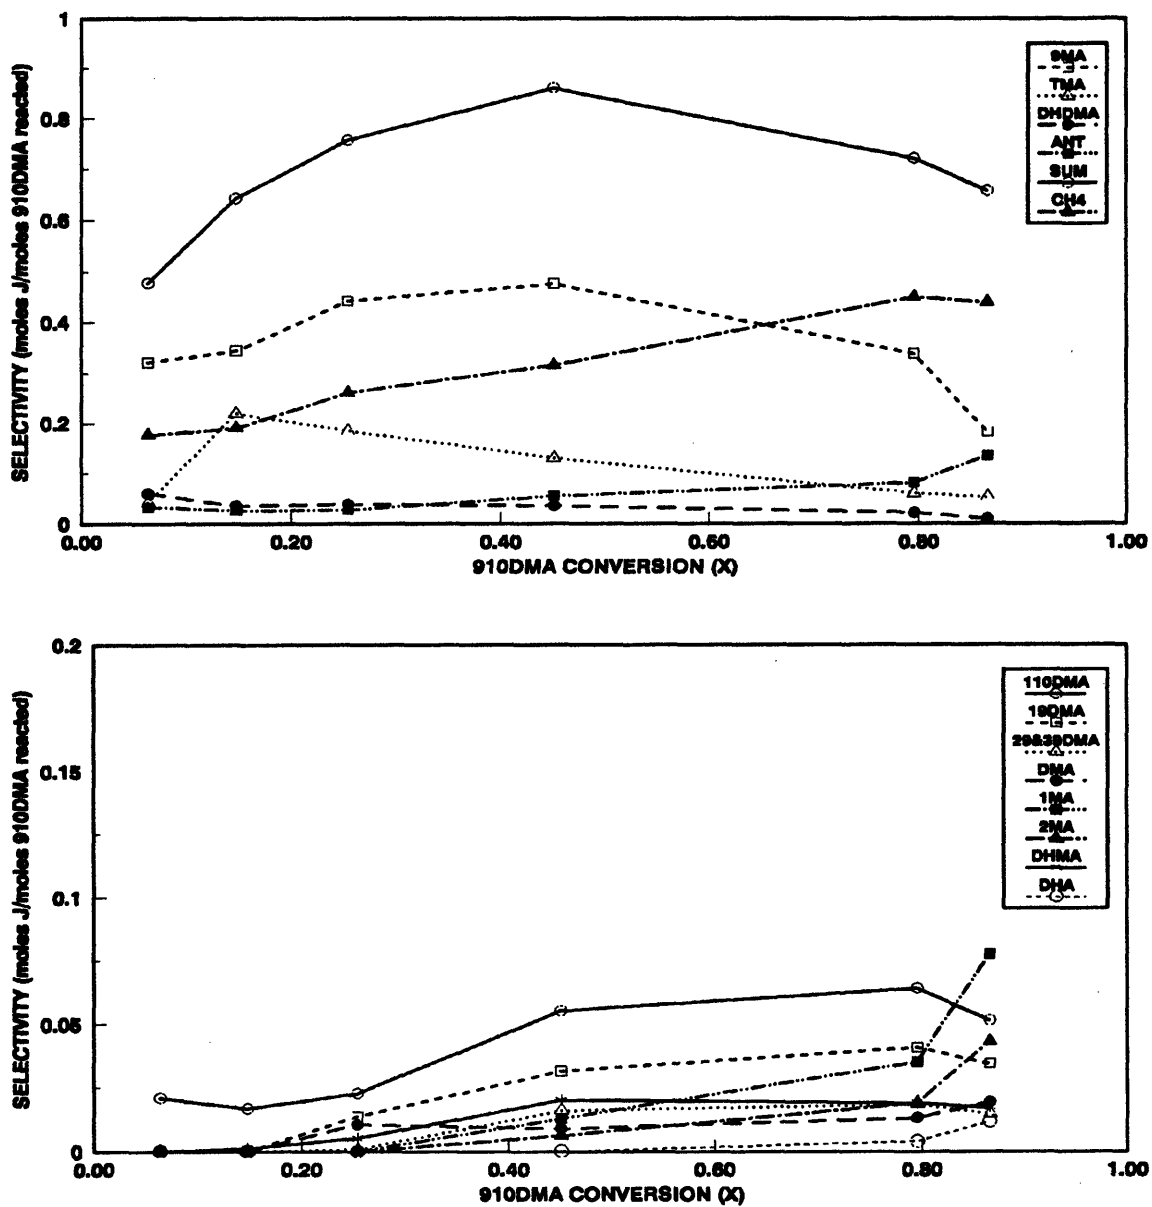 1
0.8
0.6
0.4
0.2
0
SELECTIVITY (moles J/moles 910DMA reacted)
9MA
TMA
DHDMA
ANT
SUM
CH4
0.00 0.20 0.40 0.60 0.80 1.00
910DMA CONVERSION (X)
0.2
0.15
0.1
0.05
0
SELECTIVITY (moles J/moles 910DMA reacted)
110DMA
19DMA
29&39DMA
DMA
1MA
2MA
DHMA
DHA
0.00 0.20 0.40 0.60 0.80 1.00
910DMA CONVERSION (X)